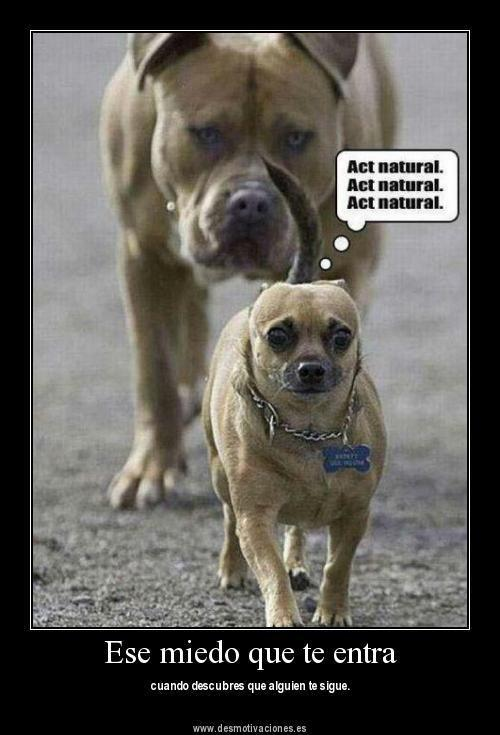 Act natural.
Act natural.
Act natural.
Ese miedo que te entra
cuando descubres que alguien te sigue.
www.desmotivaciones.es